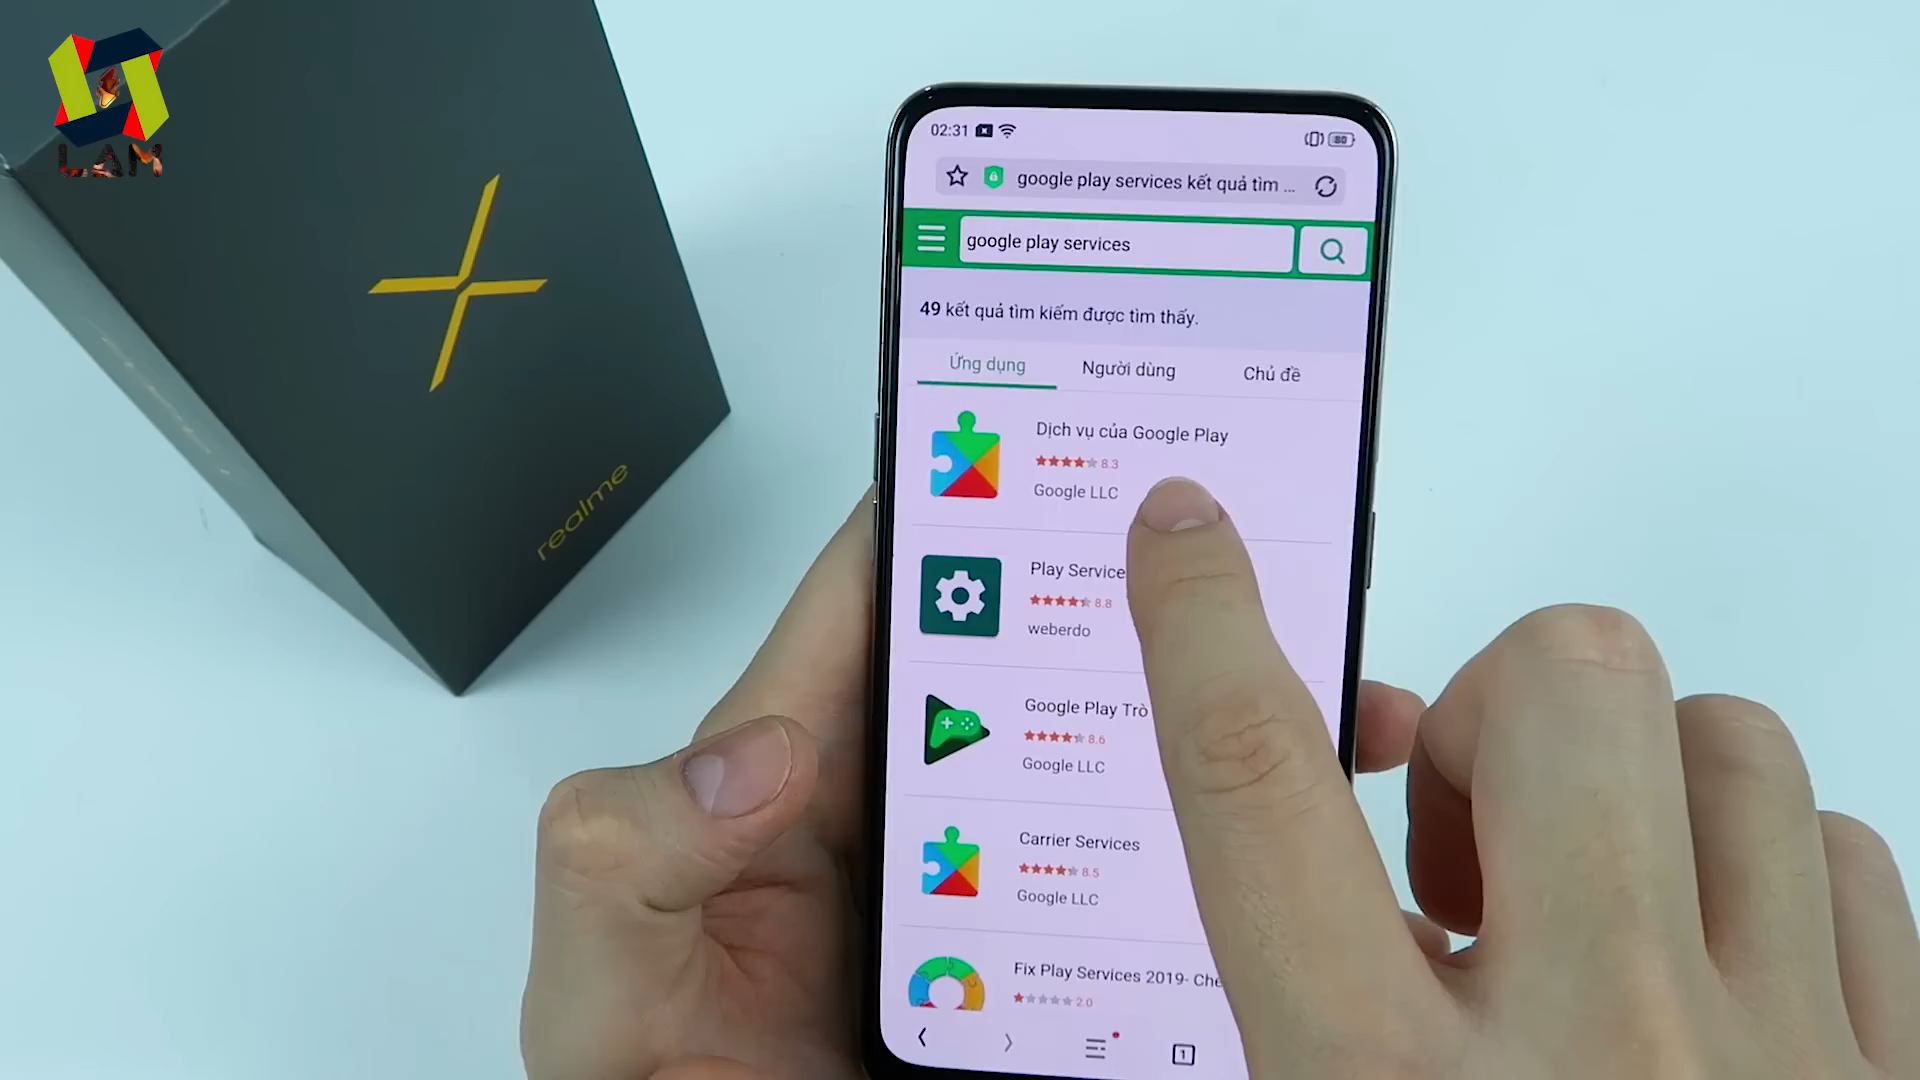 LAM
realme
02:31
80
google play services kết quả tìm ...
google play services
49 kết quả tìm kiếm được tìm thấy.
Ứng dụng
Người dùng
Chủ đề
Dịch vụ của Google Play
8.3
Google LLC
Play Service
8.8
weberdo
Google Play Trò
8.6
Google LLC
Carrier Services
8.5
Google LLC
Fix Play Services 2019- Che
2.0
1